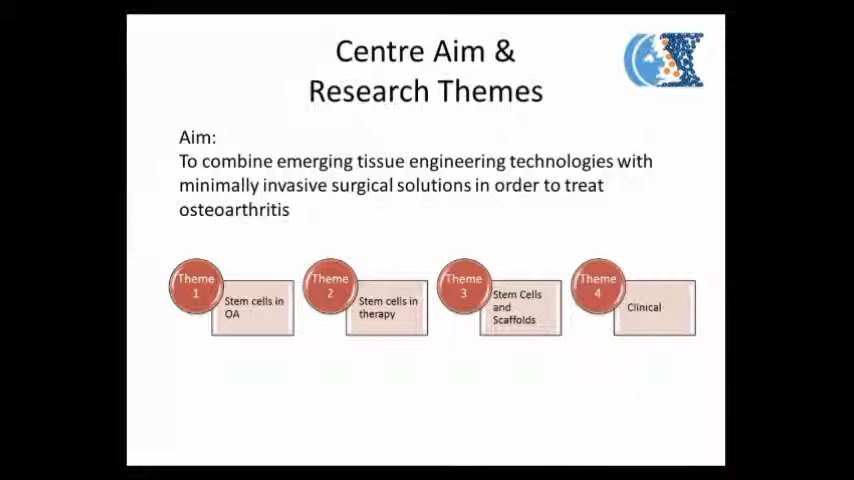 Centre Aim &
Research Themes
Aim:
To combine emerging tissue engineering technologies with
minimally invasive surgical solutions in order to treat
osteoarthritis
Theme
1
Stem cells in
OA
Theme
2
Stem cells in
therapy
Theme
3
Stem Cells
and
Scaffolds
Theme
4
Clinical